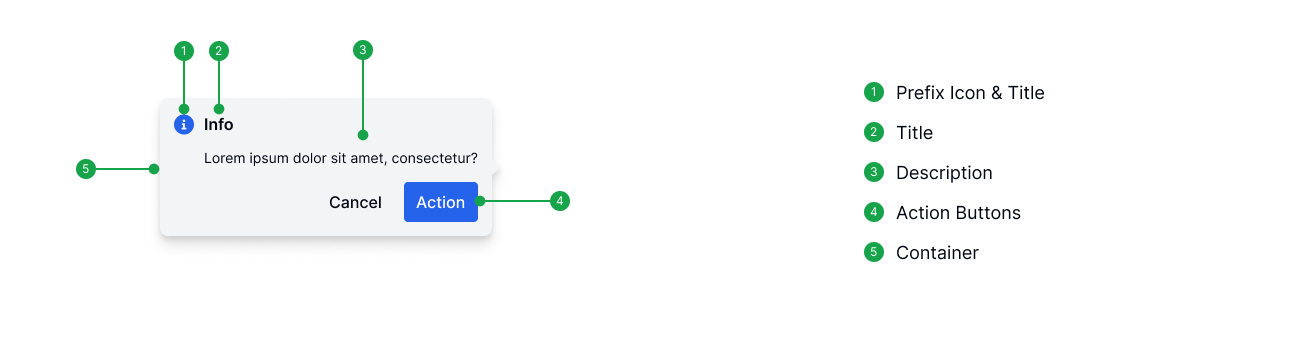 1 2 3
Info
Lorem ipsum dolor sit amet, consectetur?
5
Cancel Action
4
1 Prefix Icon & Title
2 Title
3 Description
4 Action Buttons
5 Container